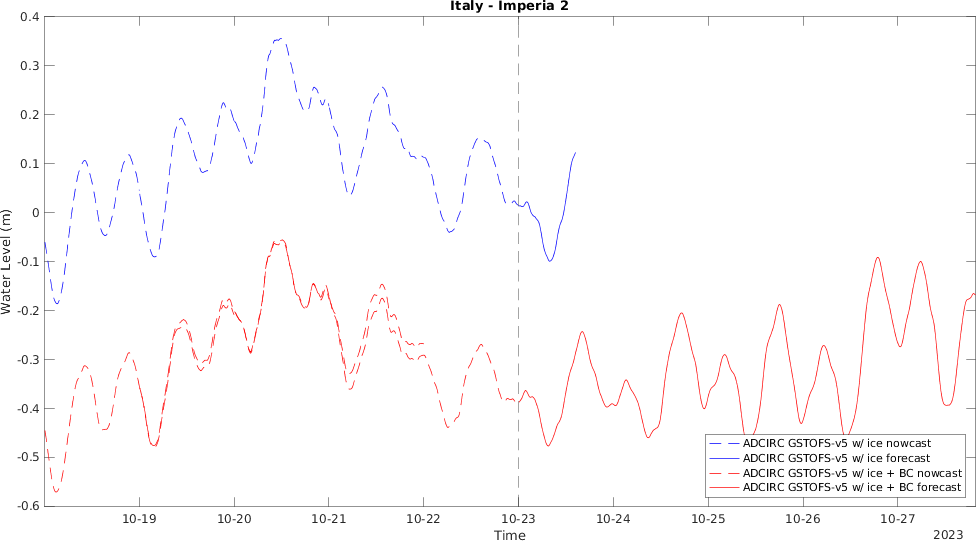 Italy - Imperia 2
Water Level (m)
0.4
0.3
0.2
0.1
0
-0.1
-0.2
-0.3
-0.4
-0.5
-0.6
ADCIRC GSTOFS-v5 w/ ice nowcast
ADCIRC GSTOFS-v5 w/ ice forecast
ADCIRC GSTOFS-v5 w/ ice + BC nowcast
ADCIRC GSTOFS-v5 w/ ice + BC forecast
10-19 10-20 10-21 10-22 10-23 10-24 10-25 10-26 10-27
Time
2023